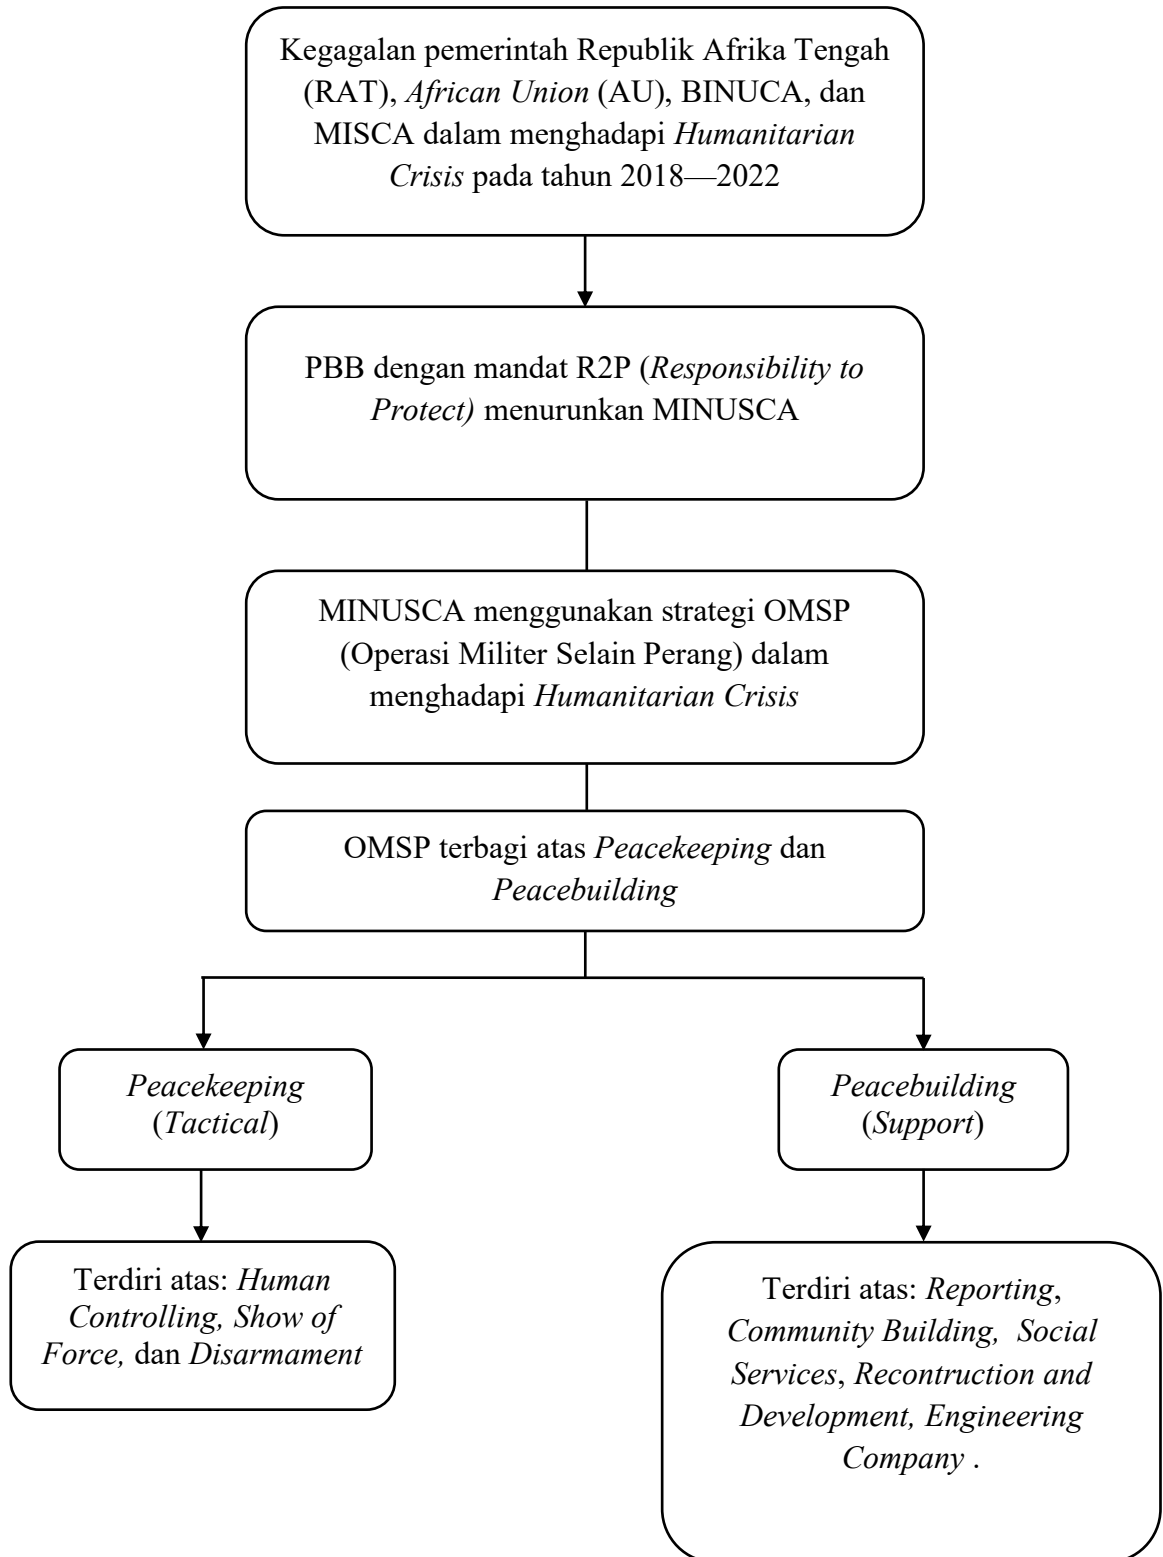 Kegagalan pemerintah Republik Afrika Tengah
(RAT), African Union (AU), BINUCA, dan
MISCA dalam menghadapi Humanitarian
Crisis pada tahun 2018—2022
PBB dengan mandat R2P (Responsibility to
Protect) menurunkan MINUSCA
MINUSCA menggunakan strategi OMSP
(Operasi Militer Selain Perang) dalam
menghadapi Humanitarian Crisis
OMSP terbagi atas Peacekeeping dan
Peacebuilding
Peacekeeping
(Tactical)
Peacebuilding
(Support)
Terdiri atas: Human
Controlling, Show of
Force, dan Disarmament
Terdiri atas: Reporting,
Community Building, Social
Services, Recontruction and
Development, Engineering
Company .